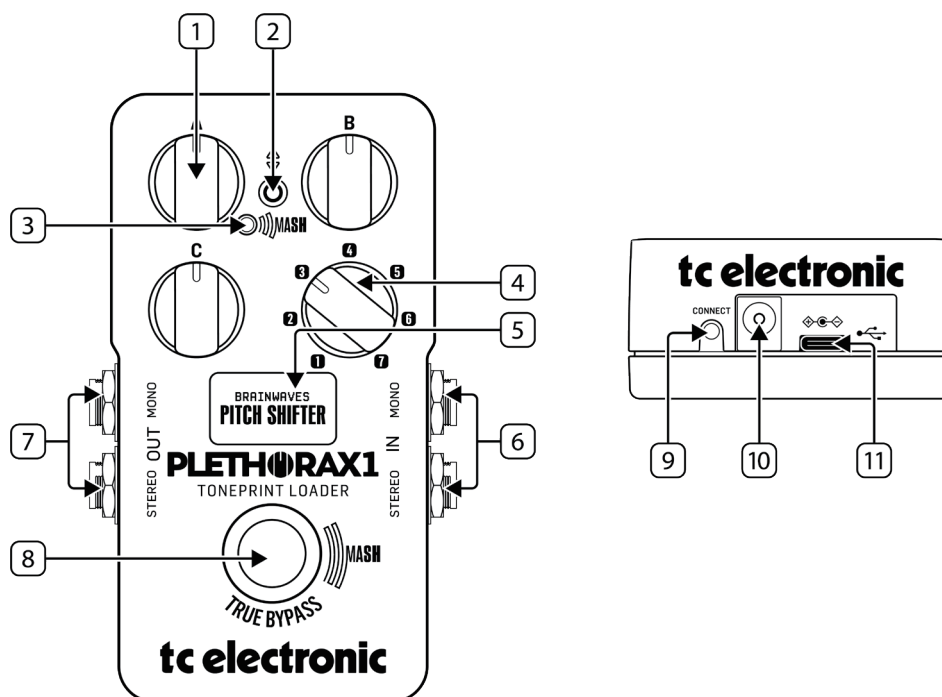 1
2
A
B
3
MASH
C
4
3
5
4
2
6
1
7
5
BRAINWAVES
PITCH SHIFTER
7
MONO
OUT
STEREO
MONO
IN
STEREO
6
PLETHORAX1
TONEPRINT LOADER
8
MASH
TRUE BYPASS
tc electronic
tc electronic
CONNECT
9
10
11